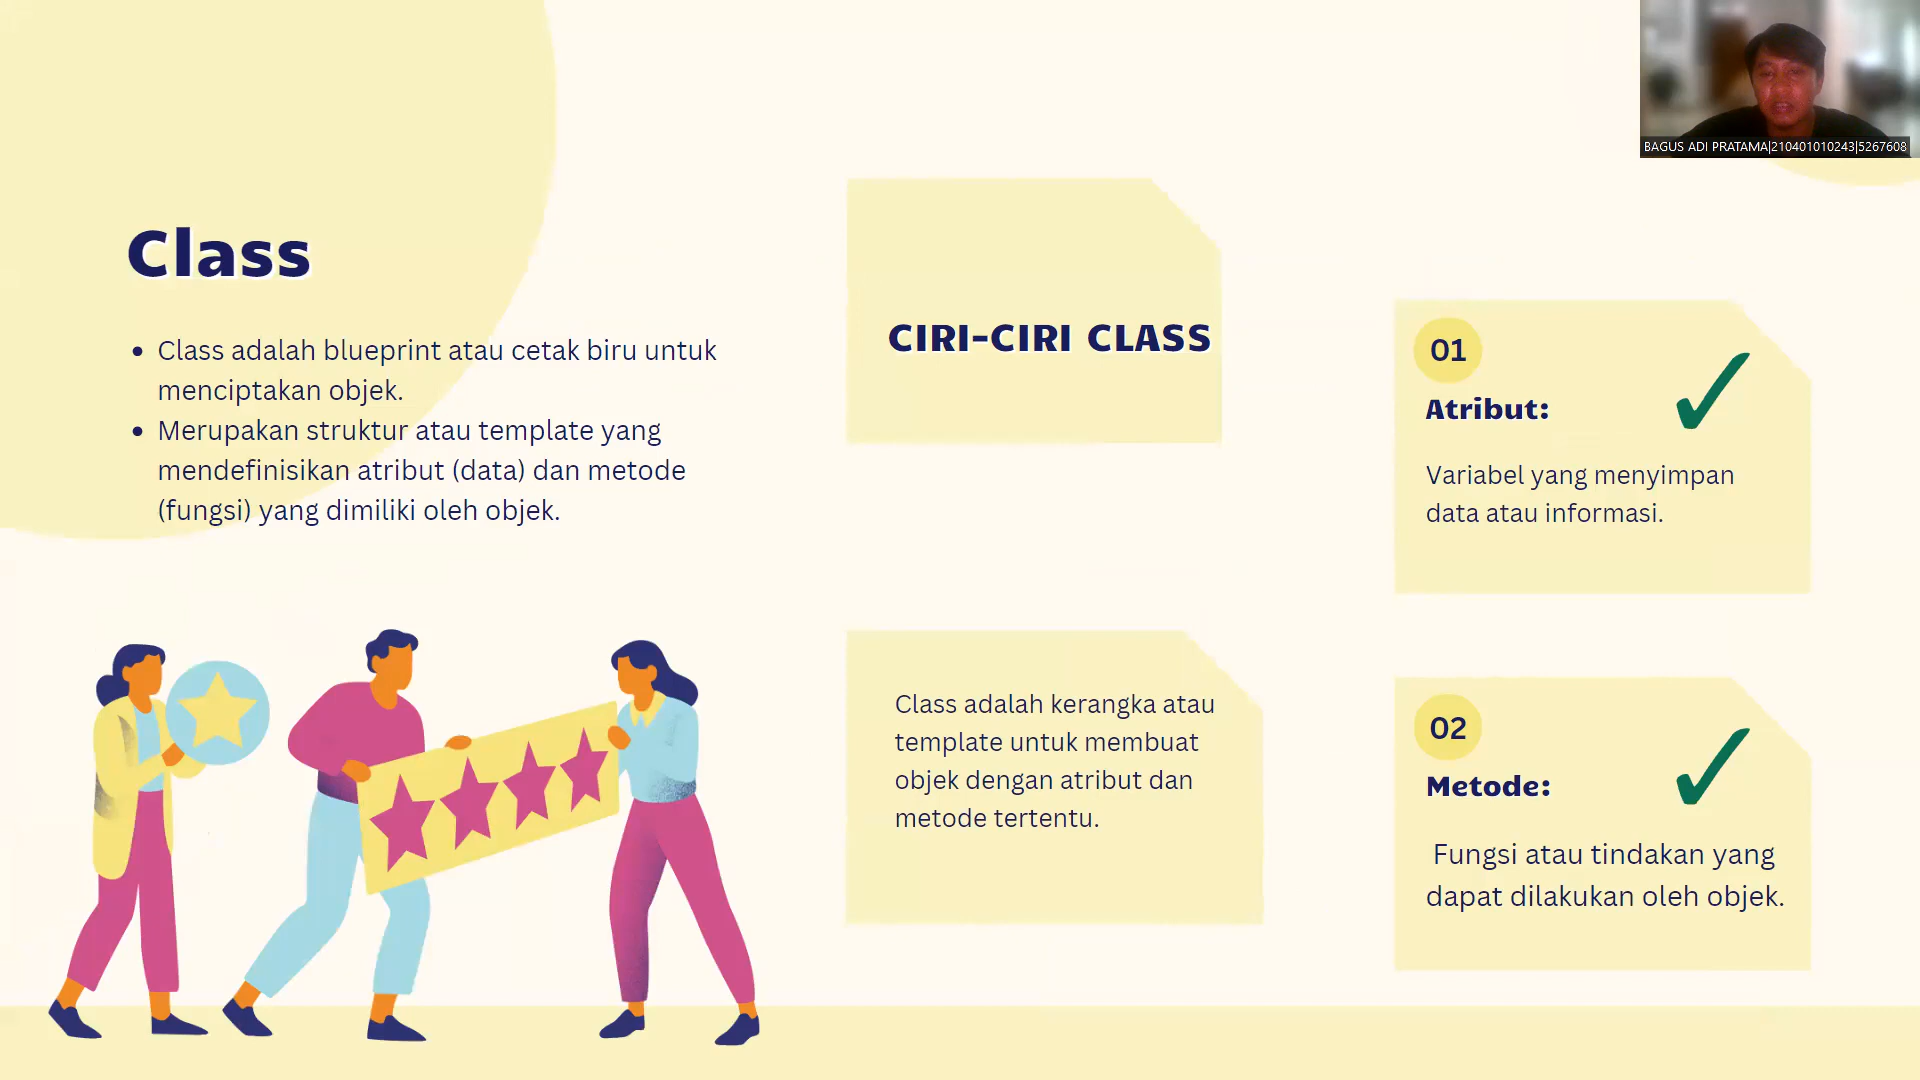 BAGUS ADI PRATAMA|210401010243|5267608
Class
• Class adalah blueprint atau cetak biru untuk
menciptakan objek.
• Merupakan struktur atau template yang
mendefinisikan atribut (data) dan metode
(fungsi) yang dimiliki oleh objek.
CIRI-CIRI CLASS
Class adalah kerangka atau
template untuk membuat
objek dengan atribut dan
metode tertentu.
01
Atribut:
Variabel yang menyimpan
data atau informasi.
02
Metode:
Fungsi atau tindakan yang
dapat dilakukan oleh objek.